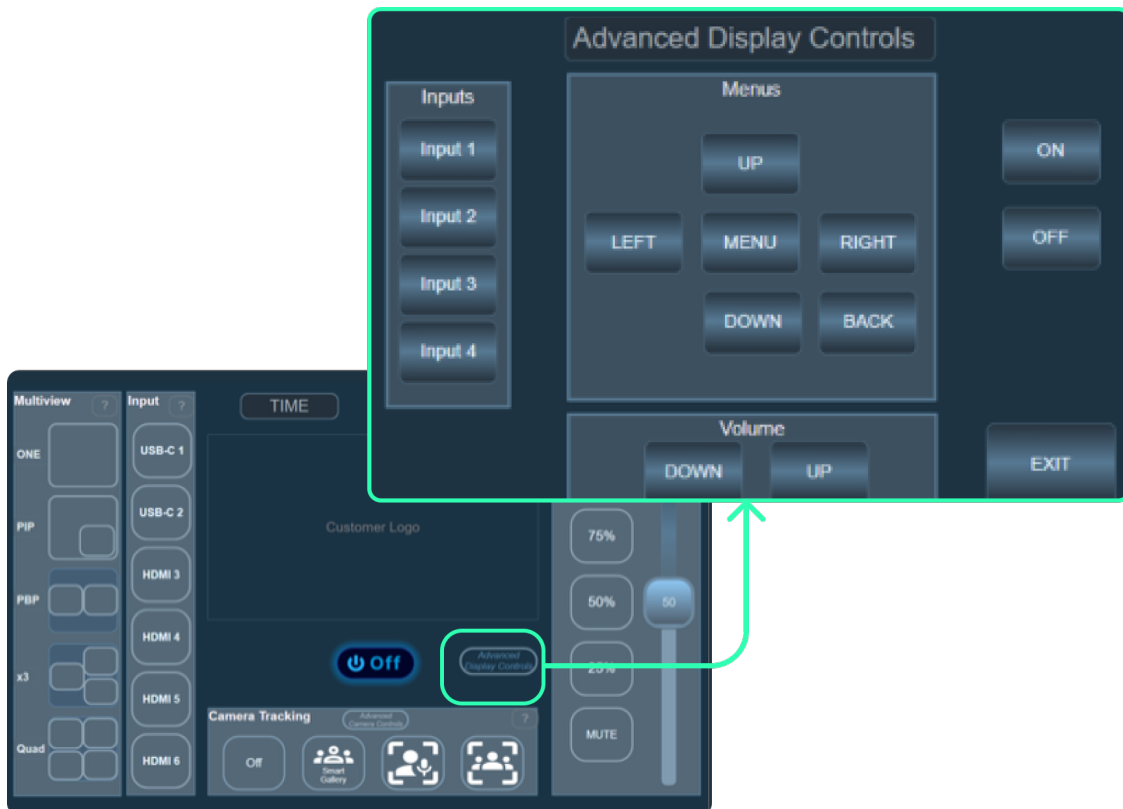 Advanced Display Controls
Inputs
Input 1
Input 2
Input 3
Input 4
Menus
UP
LEFT
MENU
RIGHT
DOWN
BACK
ON
OFF
Volume
DOWN
UP
EXIT
Multiview
?
ONE
PIP
PBP
x3
Quad
Input
?
USB-C 1
USB-C 2
HDMI 3
HDMI 4
HDMI 5
HDMI 6
TIME
Customer Logo
Off
Advanced
Display Controls
Camera Tracking
Advanced
Camera Controls
?
Off
Smart
Gallery
75%
50%
25%
MUTE
50